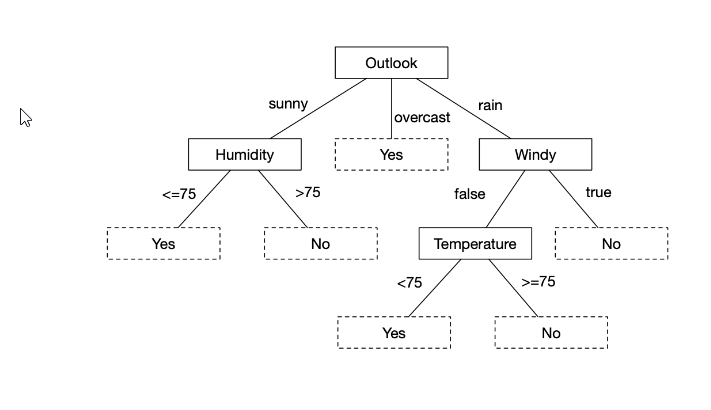 Outlook
sunny
overcast
rain
Humidity
Yes
Windy
<=75
>75
false
true
Yes
No
Temperature
No
<75
>=75
Yes
No